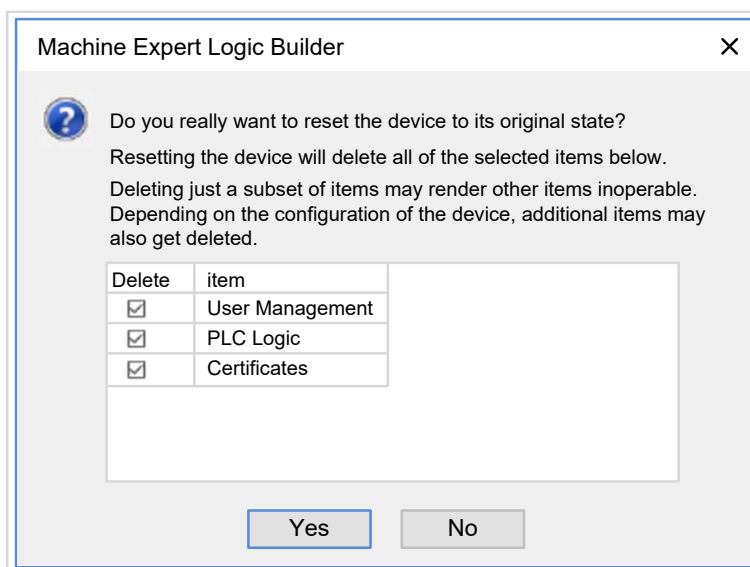 Machine Expert Logic Builder
Do you really want to reset the device to its original state?
Resetting the device will delete all of the selected items below.
Deleting just a subset of items may render other items inoperable.
Depending on the configuration of the device, additional items may
also get deleted.
Delete item
User Management
PLC Logic
Certificates
Yes No